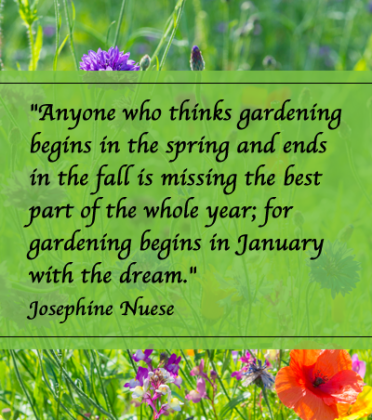 "Anyone who thinks gardening
begins in the spring and ends
in the fall is missing the best
part of the whole year; for
gardening begins in January
with the dream."
Josephine Nuese